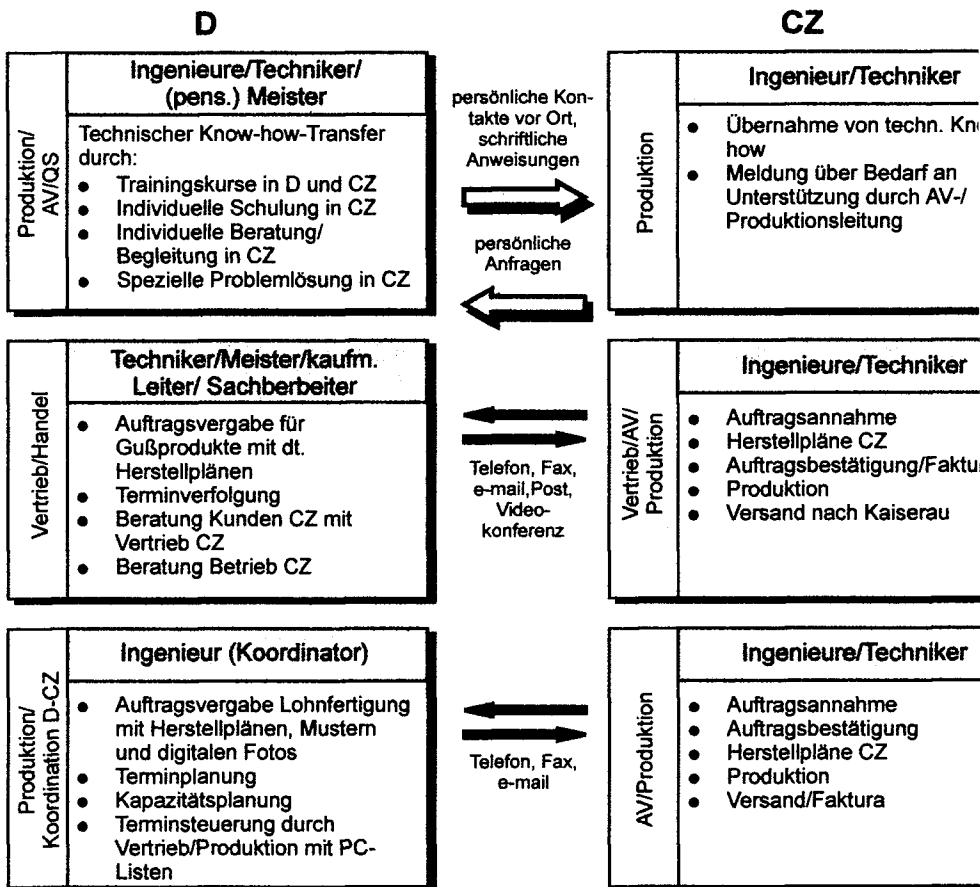 D
CZ
Produktion/
AV/QS
Ingenieure/Techniker/
(pens.) Meister
Technischer Know-how-Transfer
durch:
● Trainingskurse in D und CZ
● Individuelle Schulung in CZ
● Individuelle Beratung/
Begleitung in CZ
● Spezielle Problemlösung in CZ
persönliche Kon-
takte vor Ort,
schriftliche
Anweisungen
persönliche
Anfragen
Produktion
Ingenieur/Techniker
● Übernahme von techn. Kn
how
● Meldung über Bedarf an
Unterstützung durch AV-/
Produktionsleitung
Vertrieb/Handel
Techniker/Meister/kaufm.
Leiter/ Sachberbeiter
● Auftragsvergabe für
Gußprodukte mit dt.
Herstellplänen
● Terminverfolgung
● Beratung Kunden CZ mit
Vertrieb CZ
● Beratung Betrieb CZ
Telefon, Fax,
e-mail,Post,
Video-
konferenz
Vertrieb/AV/
Produktion
Ingenieure/Techniker
● Auftragsannahme
● Herstellpläne CZ
● Auftragsbestätigung/Faktu
● Produktion
● Versand nach Kaiserau
Produktion/
Koordination D-CZ
Ingenieur (Koordinator)
● Auftragsvergabe Lohnfertigung
mit Herstellplänen, Mustern
und digitalen Fotos
● Terminplanung
● Kapazitätsplanung
● Terminsteuerung durch
Vertrieb/Produktion mit PC-
Listen
Telefon, Fax,
e-mail
AV/Produktion
Ingenieure/Techniker
● Auftragsannahme
● Auftragsbestätigung
● Herstellpläne CZ
● Produktion
● Versand/Faktura